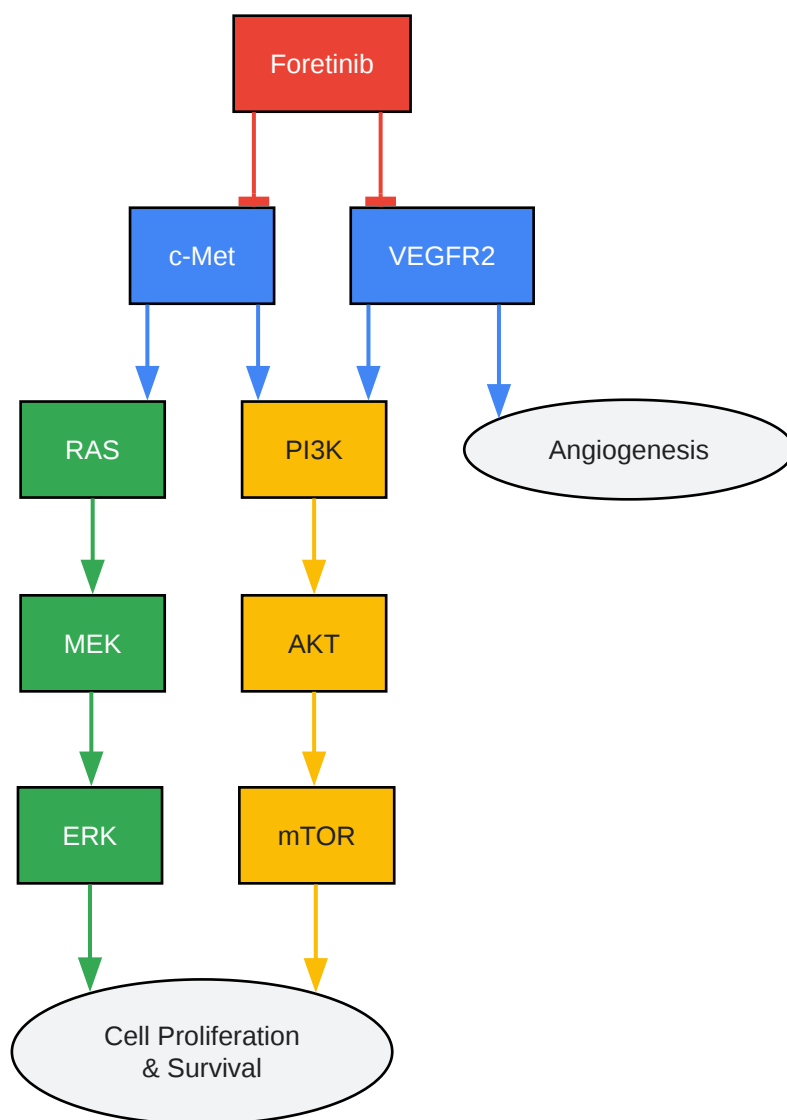 Foretinib
c-Met
VEGFR2
RAS
PI3K
Angiogenesis
MEK
AKT
ERK
mTOR
Cell Proliferation
& Survival